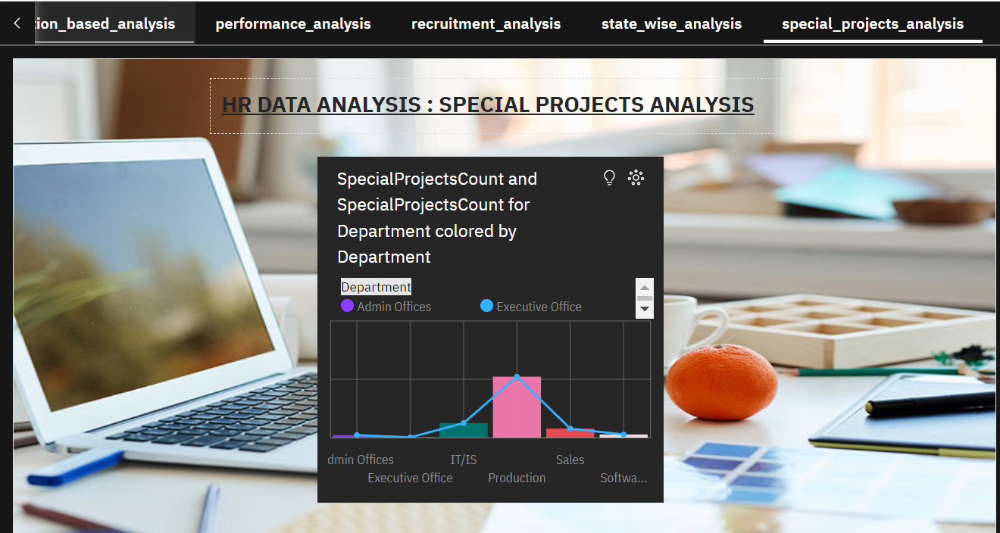 tion_based_analysis performance_analysis recruitment_analysis state_wise_analysis special_projects_analysis
HR DATA ANALYSIS : SPECIAL PROJECTS ANALYSIS
SpecialProjectsCount and
SpecialProjectsCount for
Department colored by
Department
Department
Admin Offices Executive Office
dmin Offices IT/IS Sales
Executive Office Production Softwa...